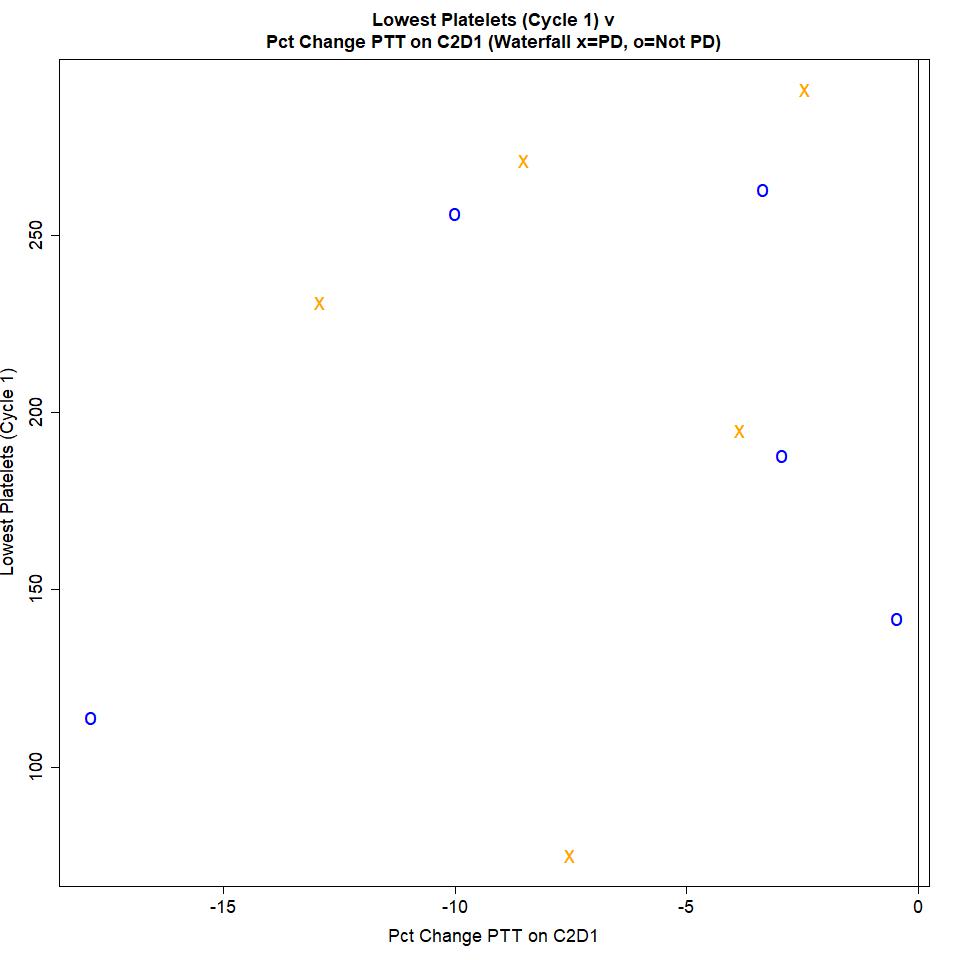 Lowest Platelets (Cycle 1) v
Pct Change PTT on C2D1 (Waterfall x=PD, o=Not PD)
Lowest Platelets (Cycle 1)
250
200
150
100
X
X
O
O
X
X
O
O
O
X
-15
-10
-5
0
Pct Change PTT on C2D1